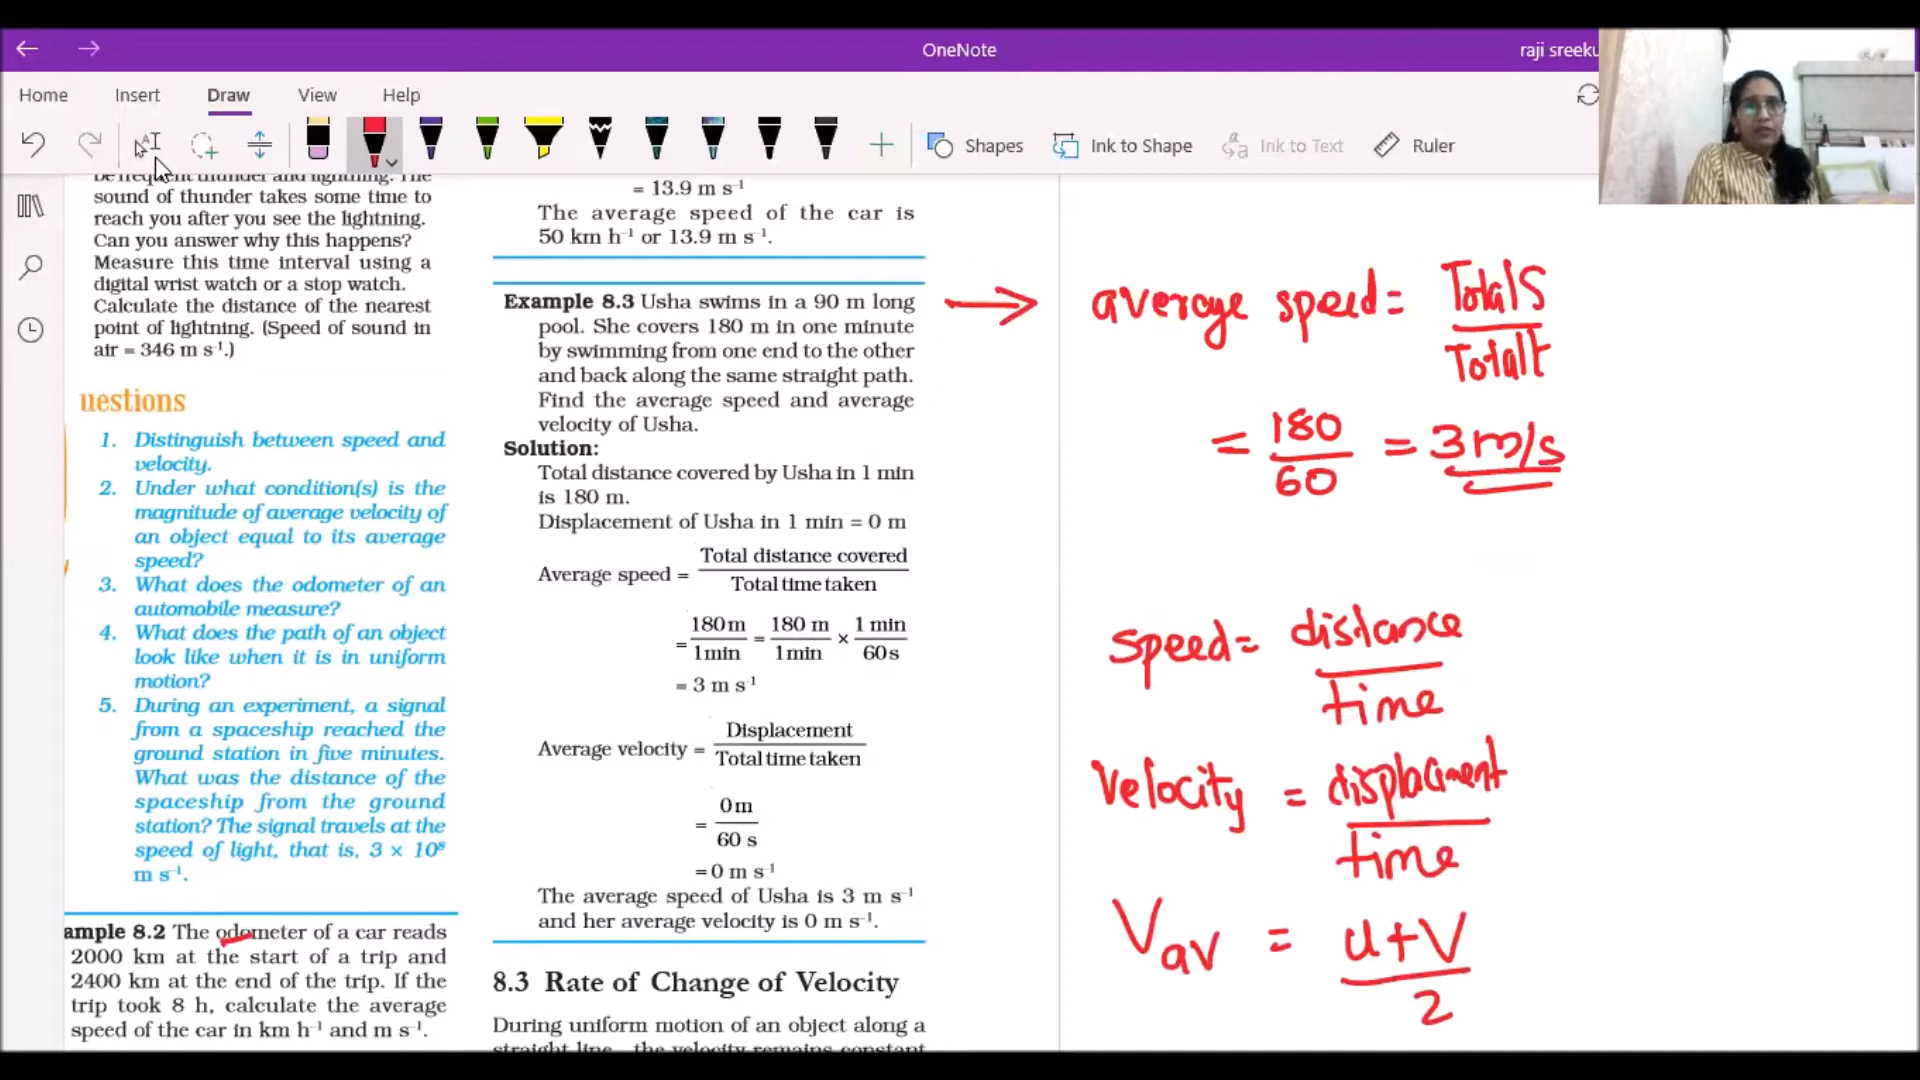 OneNote
raji sreeku
Home Insert Draw View Help
Shapes Ink to Shape Ink to Text Ruler
be frequent thunder and lightning. The
sound of thunder takes some time to
reach you after you see the lightning.
Can you answer why this happens?
Measure this time interval using a
digital wrist watch or a stop watch.
Calculate the distance of the nearest
point of lightning. (Speed of sound in
air = 346 m s⁻¹.)
uestions
1. Distinguish between speed and
velocity.
2. Under what condition(s) is the
magnitude of average velocity of
an object equal to its average
speed?
3. What does the odometer of an
automobile measure?
4. What does the path of an object
look like when it is in uniform
motion?
5. During an experiment, a signal
from a spaceship reached the
ground station in five minutes.
What was the distance of the
spaceship from the ground
station? The signal travels at the
speed of light, that is, 3 × 10⁸
m s⁻¹.
ample 8.2 The odometer of a car reads
2000 km at the start of a trip and
2400 km at the end of the trip. If the
trip took 8 h, calculate the average
speed of the car in km h⁻¹ and m s⁻¹.
= 13.9 m s⁻¹
The average speed of the car is
50 km h⁻¹ or 13.9 m s⁻¹.
Example 8.3 Usha swims in a 90 m long
pool. She covers 180 m in one minute
by swimming from one end to the other
and back along the same straight path.
Find the average speed and average
velocity of Usha.
Solution:
Total distance covered by Usha in 1 min
is 180 m.
Displacement of Usha in 1 min = 0 m
Average speed = Total distance covered
Total time taken
= 180 m / 1 min = 180 m / 1 min × 1 min / 60 s
= 3 m s⁻¹
Average velocity = Displacement
Total time taken
= 0 m
60 s
= 0 m s⁻¹
The average speed of Usha is 3 m s⁻¹
and her average velocity is 0 m s⁻¹.
8.3 Rate of Change of Velocity
During uniform motion of an object along a
straight line, the velocity remains constant
average speed = Total S
Total t
= 180 / 60 = 3 m/s
speed = distance
time
Velocity = displacment
time
Vav = u + v
2